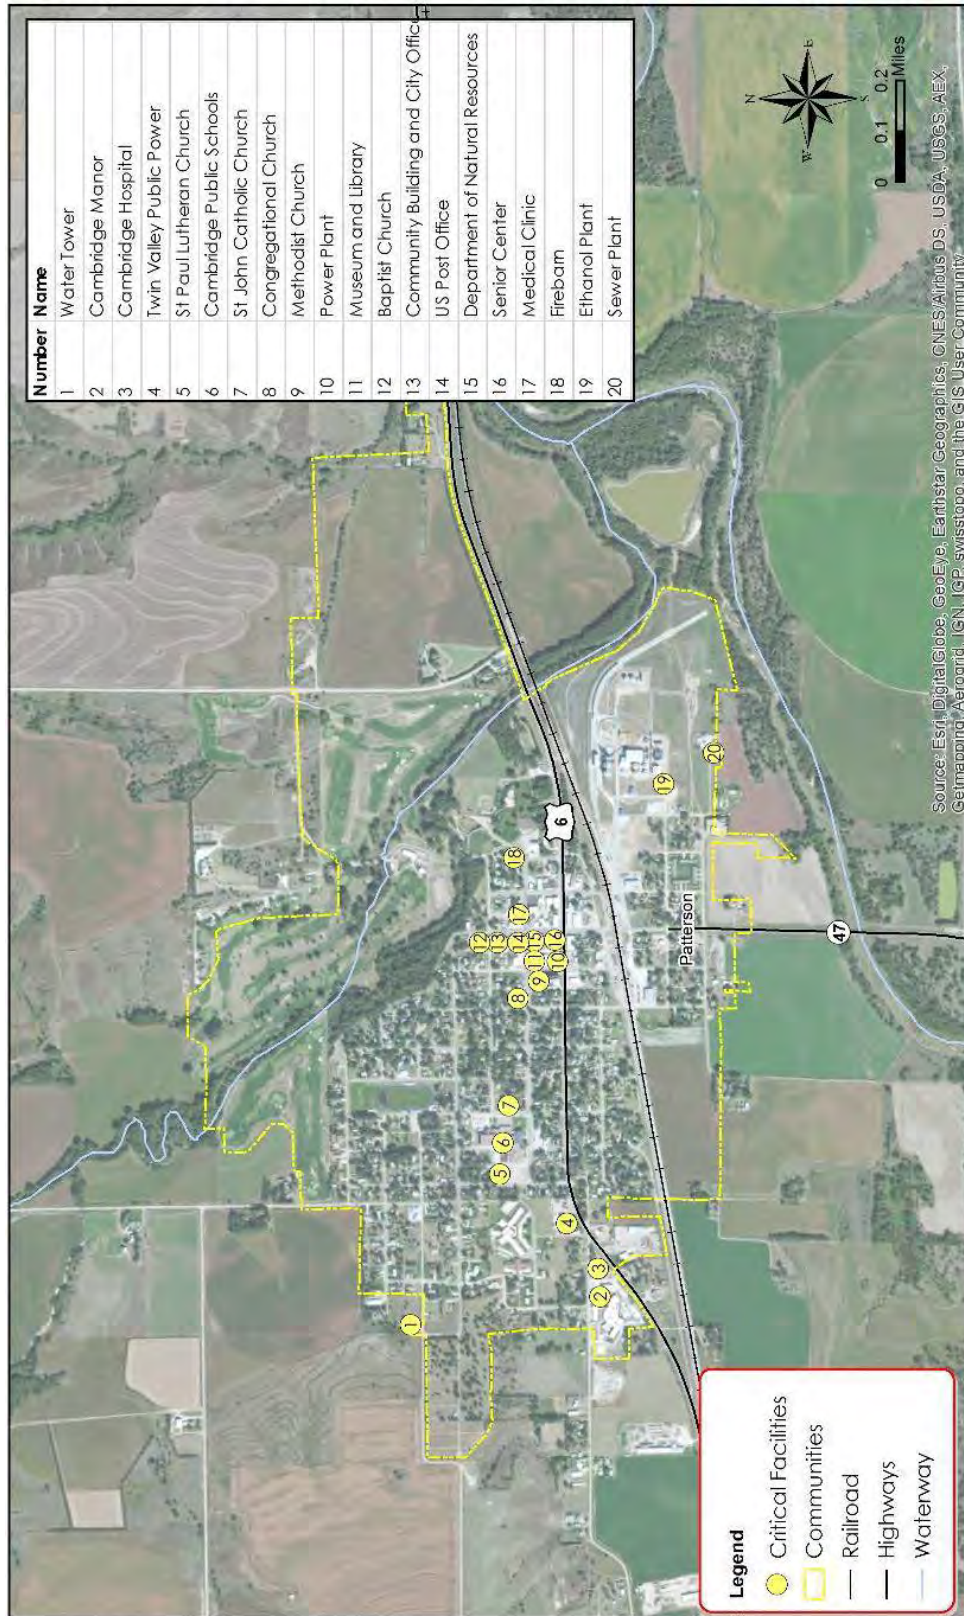 Number Name
1 Water Tower
2 Cambridge Manor
3 Cambridge Hospital
4 Twin Valley Public Power
5 St Paul Lutheran Church
6 Cambridge Public Schools
7 St John Catholic Church
8 Congregational Church
9 Methodist Church
10 Power Plant
11 Museum and Library
12 Baptist Church
13 Community Building and City Office
14 US Post Office
15 Department of Natural Resources
16 Senior Center
17 Medical Clinic
18 Firebarn
19 Ethanol Plant
20 Sewer Plant
1
2
3
4
5
6
7
8
9
10
11
12
13
14
15
16
17
18
19
20
6
47
Patterson
N
W
E
S
0 0.1 0.2
Miles
Legend
Critical Facilities
Communities
Railroad
Highways
Waterway
Source: Esri, DigitalGlobe, GeoEye, Earthstar Geographics, CNES/Airbus DS, USDA, USGS, AEX,
Getmapping, Aerogrid, IGN, IGP, swisstopo, and the GIS User Community